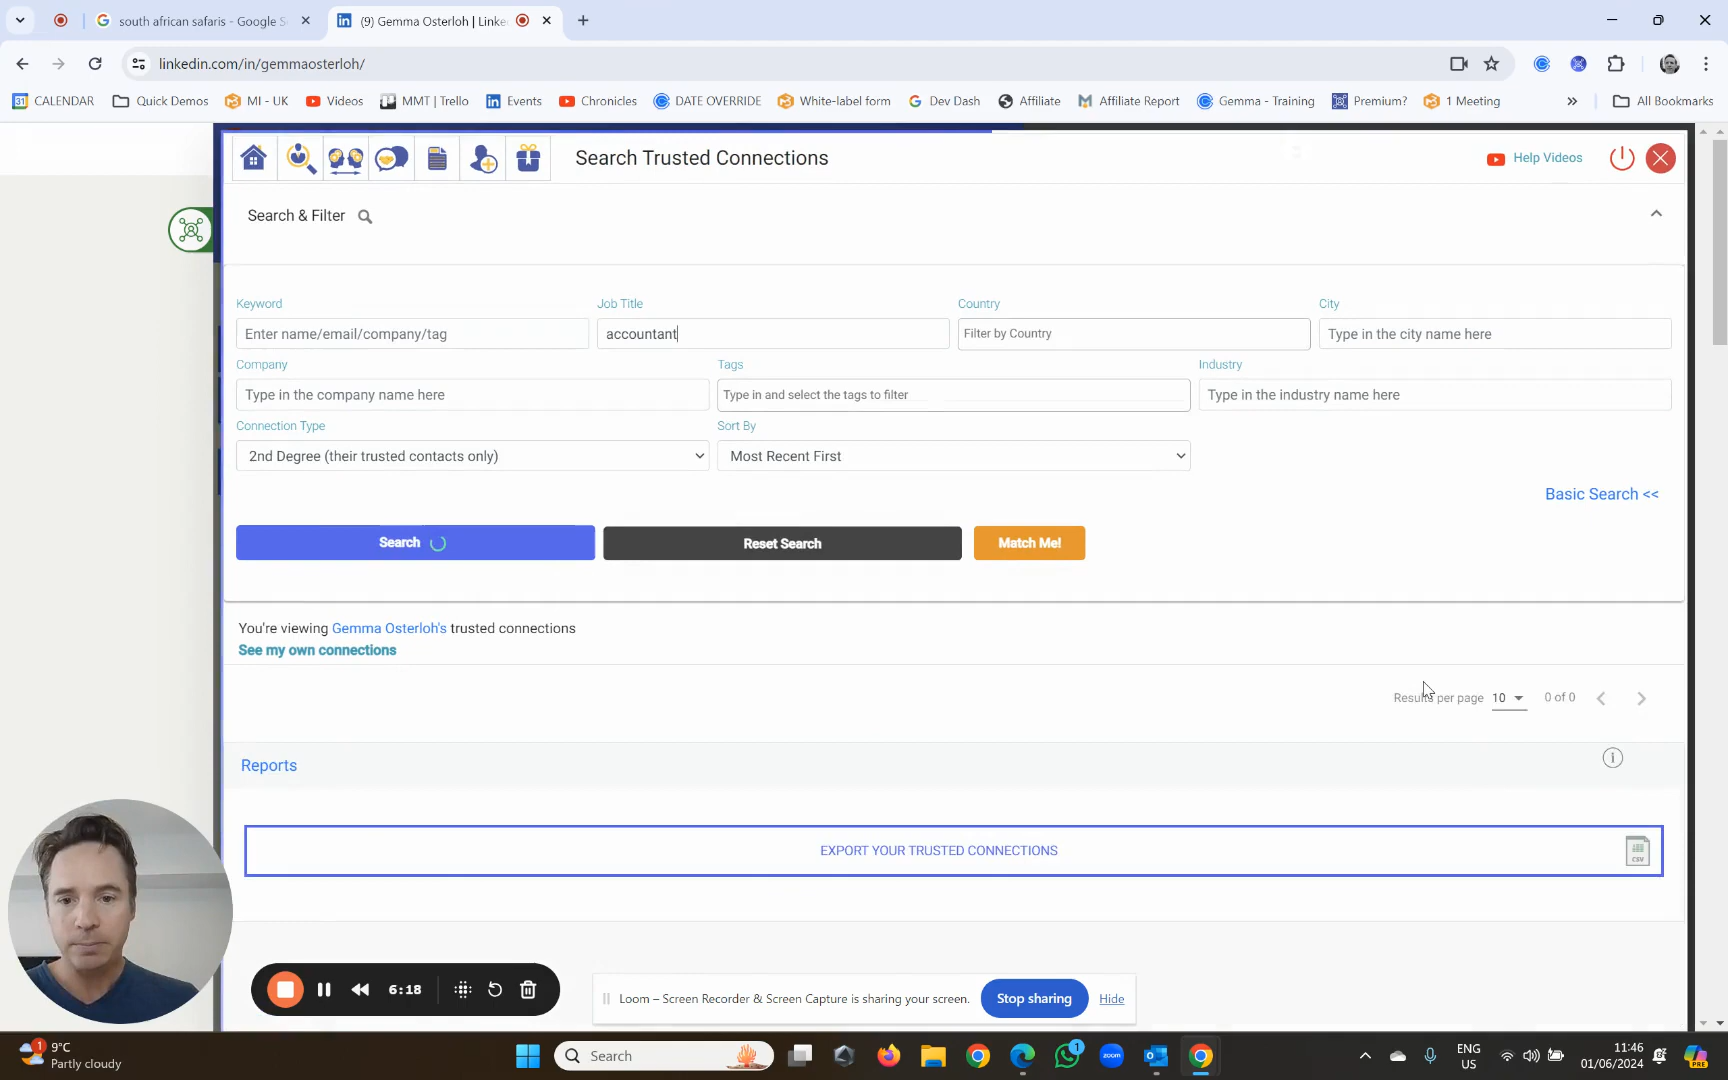 south african safaris - Google S
(9) Gemma Osterloh | Linke
linkedin.com/in/gemmaosterloh/
CALENDAR
Quick Demos
MI - UK
Videos
MMT | Trello
Events
Chronicles
DATE OVERRIDE
White-label form
Dev Dash
Affiliate
Affiliate Report
Gemma - Training
Premium?
1 Meeting
All Bookmarks
Search Trusted Connections
Help Videos
Search & Filter
Keyword
Job Title
Country
City
Enter name/email/company/tag
accountant
Filter by Country
Type in the city name here
Company
Tags
Industry
Type in the company name here
Type in and select the tags to filter
Type in the industry name here
Connection Type
Sort By
2nd Degree (their trusted contacts only)
Most Recent First
Basic Search <<
Search
Reset Search
Match Me!
You're viewing Gemma Osterloh's trusted connections
See my own connections
Results per page 10 0 of 0
Reports
EXPORT YOUR TRUSTED CONNECTIONS
CSV
6:18
Loom – Screen Recorder & Screen Capture is sharing your screen.
Stop sharing
Hide
1
9°C
Partly cloudy
Search
1
zoom
ENG
US
11:46
01/06/2024
PRE